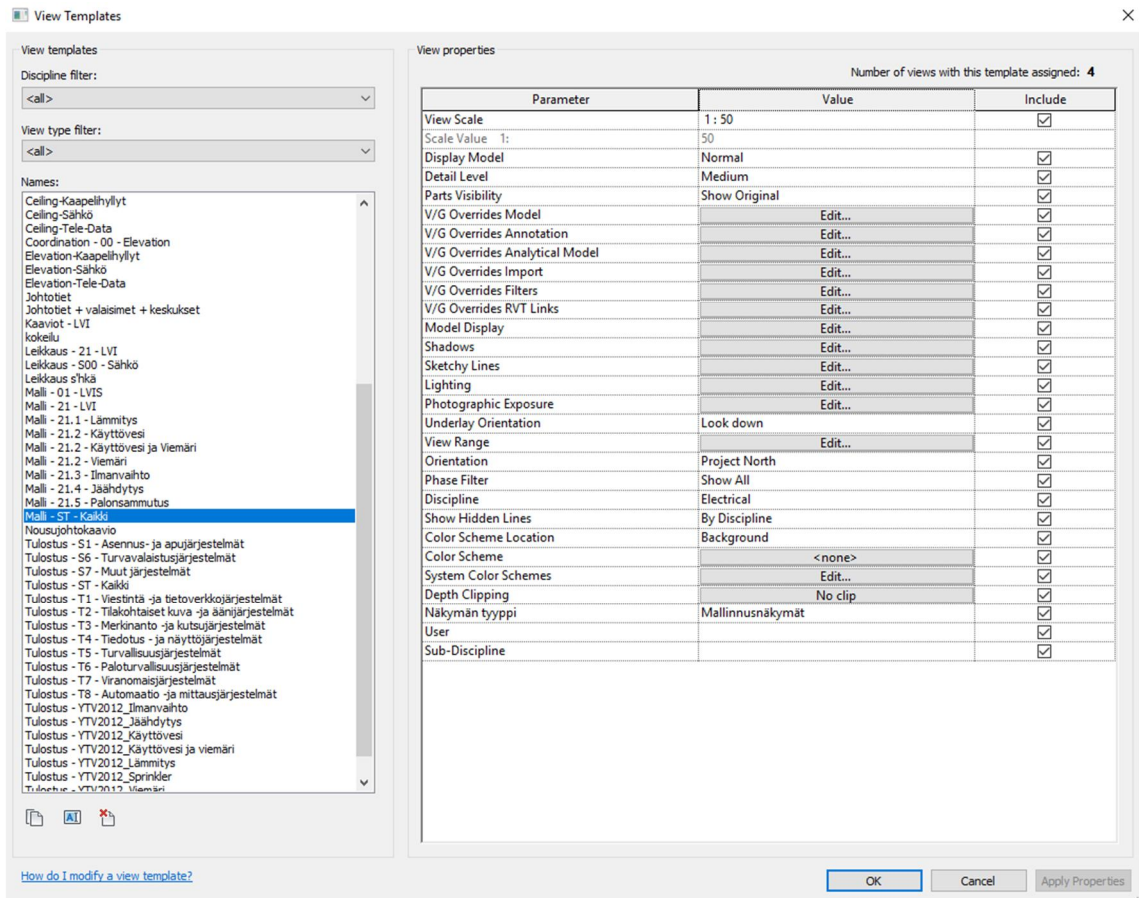 View Templates
View templates
Discipline filter:
<all>
View type filter:
<all>
Names:
Ceiling-Kaapelihyllyt
Ceiling-Sähkö
Ceiling-Tele-Data
Coordination - 00 - Elevation
Elevation-Kaapelihyllyt
Elevation-Sähkö
Elevation-Tele-Data
Johtotiet
Johtotiet + valaisimet + keskukset
Kaaviot - LVI
kokeilu
Leikkaus - 21 - LVI
Leikkaus - S00 - Sähkö
Leikkaus s'hkä
Malli - 01 - LVIS
Malli - 21 - LVI
Malli - 21.1 - Lämmitys
Malli - 21.2 - Käyttövesi
Malli - 21.2 - Käyttövesi ja Viemäri
Malli - 21.2 - Viemäri
Malli - 21.3 - Ilmanvaihto
Malli - 21.4 - Jäähdytys
Malli - 21.5 - Palonsammutus
Malli - ST - Kaikki
Nousujohtokaavio
Tulostus - S1 - Asennus- ja apujärjestelmät
Tulostus - S6 - Turvavalaistusjärjestelmät
Tulostus - S7 - Muut järjestelmät
Tulostus - ST - Kaikki
Tulostus - T1 - Viestintä -ja tietoverkkojärjestelmät
Tulostus - T2 - Tilakohtaiset kuva -ja äänijärjestelmät
Tulostus - T3 - Merkinanto -ja kutsujärjestelmät
Tulostus - T4 - Tiedotus - ja näyttöjärjestelmät
Tulostus - T5 - Turvallisuusjärjestelmät
Tulostus - T6 - Paloturvallisuusjärjestelmät
Tulostus - T7 - Viranomaisjärjestelmät
Tulostus - T8 - Automaatio -ja mittausjärjestelmät
Tulostus - YTV2012_Ilmanvaihto
Tulostus - YTV2012_Jäähdytys
Tulostus - YTV2012_Käyttövesi
Tulostus - YTV2012_Käyttövesi ja viemäri
Tulostus - YTV2012_Lämmitys
Tulostus - YTV2012_Sprinkler
Tulostus - YTV2012_Viemäri
How do I modify a view template?
View properties
Number of views with this template assigned: 4
Parameter Value Include
View Scale 1 : 50
Scale Value 1: 50
Display Model Normal
Detail Level Medium
Parts Visibility Show Original
V/G Overrides Model Edit...
V/G Overrides Annotation Edit...
V/G Overrides Analytical Model Edit...
V/G Overrides Import Edit...
V/G Overrides Filters Edit...
V/G Overrides RVT Links Edit...
Model Display Edit...
Shadows Edit...
Sketchy Lines Edit...
Lighting Edit...
Photographic Exposure Edit...
Underlay Orientation Look down
View Range Edit...
Orientation Project North
Phase Filter Show All
Discipline Electrical
Show Hidden Lines By Discipline
Color Scheme Location Background
Color Scheme <none>
System Color Schemes Edit...
Depth Clipping No clip
Näkymän tyyppi Mallinnusnäkymät
User
Sub-Discipline
OK Cancel Apply Properties